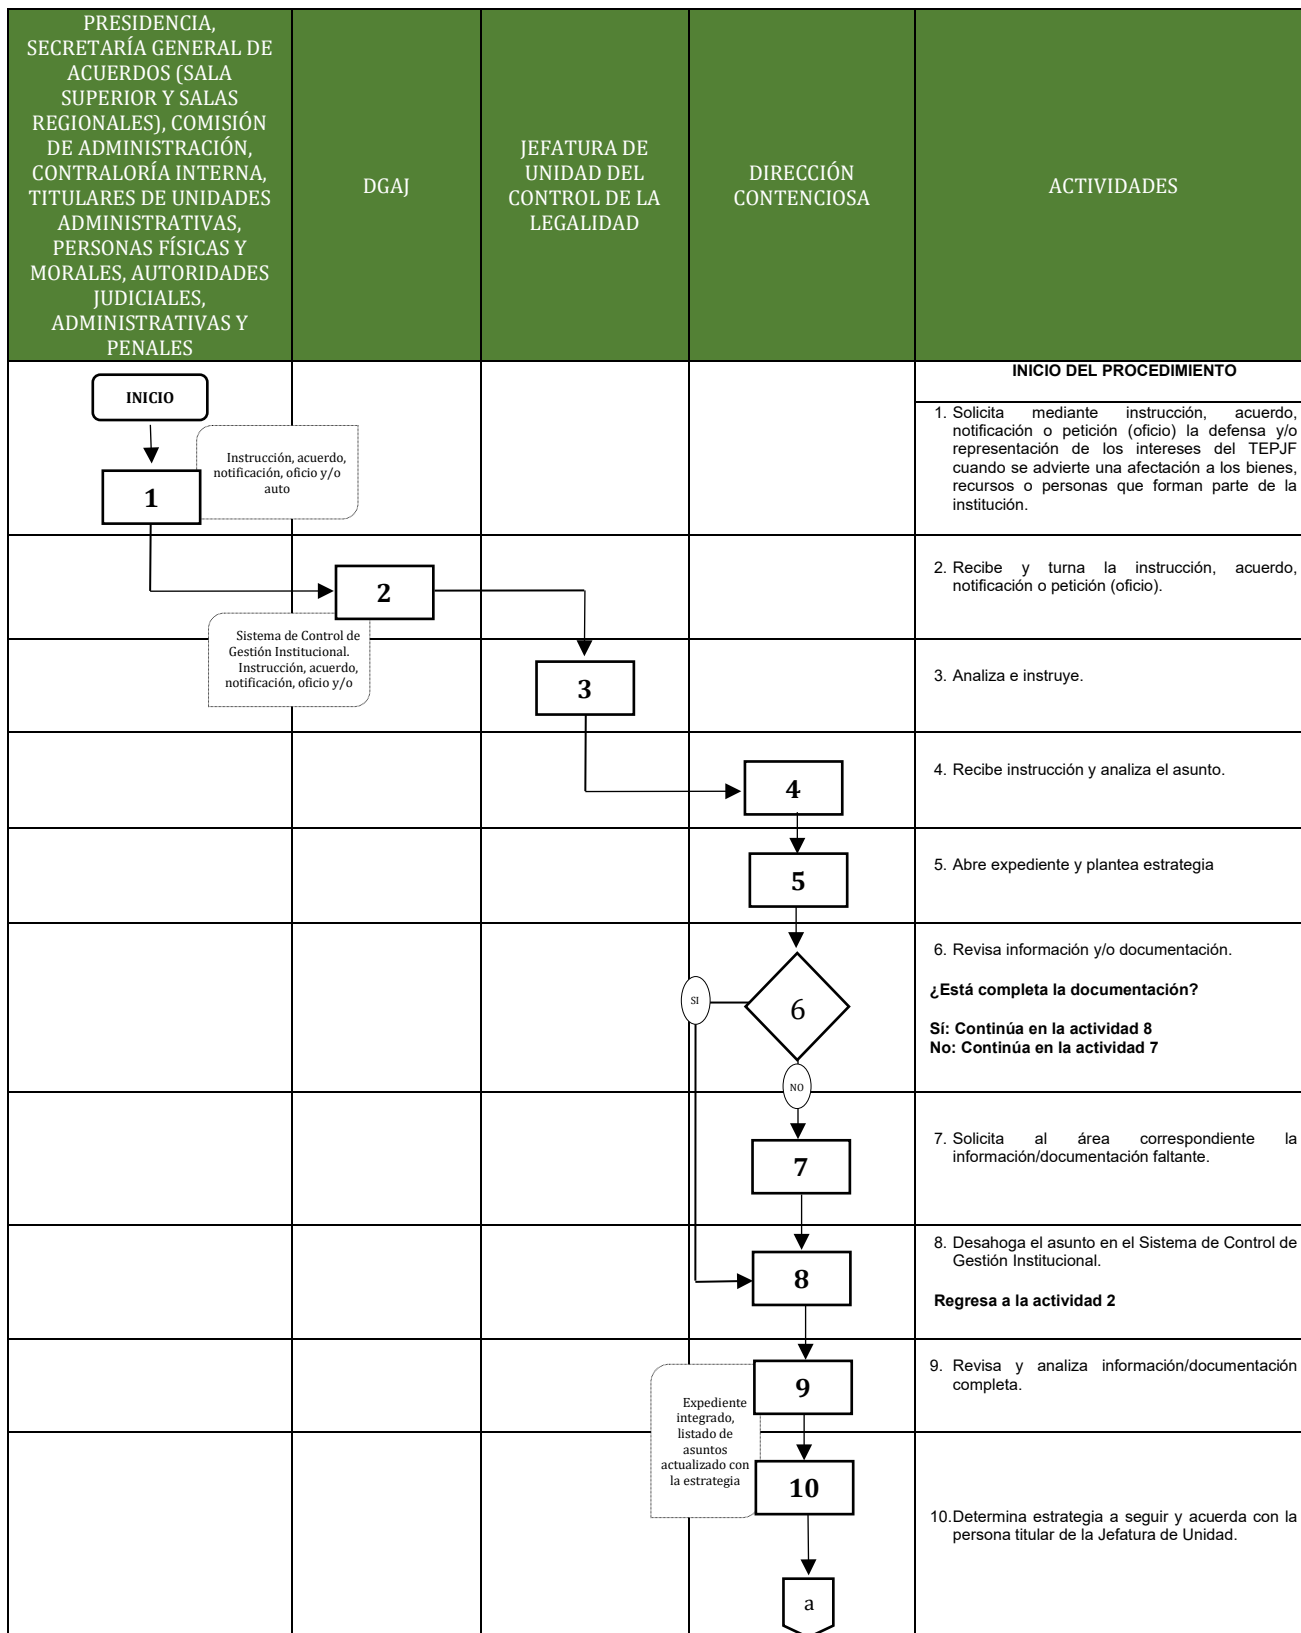 PRESIDENCIA,
SECRETARÍA GENERAL DE
ACUERDOS (SALA
SUPERIOR Y SALAS
REGIONALES), COMISIÓN
DE ADMINISTRACIÓN,
CONTRALORÍA INTERNA,
TITULARES DE UNIDADES
ADMINISTRATIVAS,
PERSONAS FÍSICAS Y
MORALES, AUTORIDADES
JUDICIALES,
ADMINISTRATIVAS Y
PENALES
DGAJ
JEFATURA DE
UNIDAD DEL
CONTROL DE LA
LEGALIDAD
DIRECCIÓN
CONTENCIOSA
ACTIVIDADES
INICIO
Instrucción, acuerdo,
notificación, oficio y/o
auto
1
INICIO DEL PROCEDIMIENTO
1. Solicita mediante instrucción, acuerdo,
notificación o petición (oficio) la defensa y/o
representación de los intereses del TEPJF
cuando se advierte una afectación a los bienes,
recursos o personas que forman parte de la
institución.
2
2. Recibe y turna la instrucción, acuerdo,
notificación o petición (oficio).
Sistema de Control de
Gestión Institucional.
Instrucción, acuerdo,
notificación, oficio y/o
3
3. Analiza e instruye.
4
4. Recibe instrucción y analiza el asunto.
5
5. Abre expediente y plantea estrategia
6
SI
NO
6. Revisa información y/o documentación.
¿Está completa la documentación?
Sí: Continúa en la actividad 8
No: Continúa en la actividad 7
7
7. Solicita al área correspondiente la
información/documentación faltante.
8
8. Desahoga el asunto en el Sistema de Control de
Gestión Institucional.
Regresa a la actividad 2
9
9. Revisa y analiza información/documentación
completa.
Expediente
integrado,
listado de
asuntos
actualizado con
la estrategia
10
10.Determina estrategia a seguir y acuerda con la
persona titular de la Jefatura de Unidad.
a